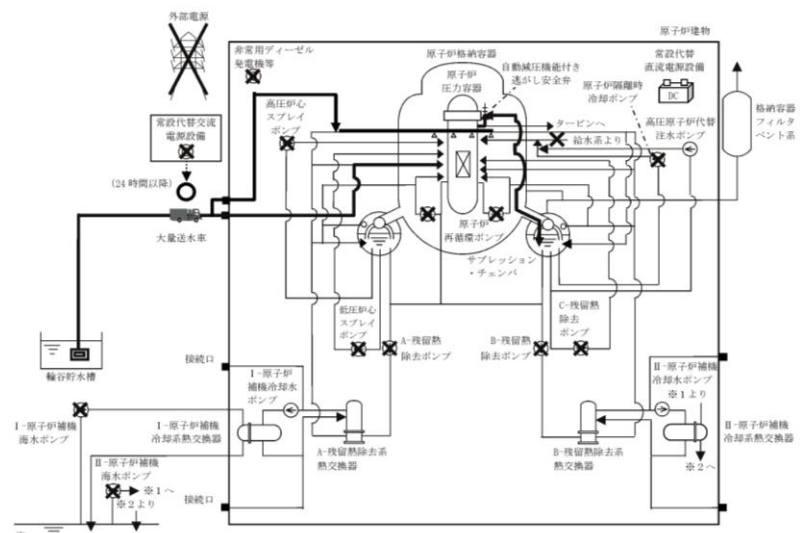 外部電源
原子炉建物
非常用ディーゼル
発電機等
原子炉格納容器
常設代替
直流電源設備
DC
原子炉
圧力容器
自動減圧機能付き
逃がし安全弁
原子炉隔離時
冷却ポンプ
高圧炉心
スプレイ
ポンプ
タービンへ
給水系より
高圧原子炉代替
注水ポンプ
格納容器
フィルタ
ベント系
常設代替交流
電源設備
(24時間以降)
大量送水車
原子炉
再循環ポンプ
サプレッション
・チェンバ
輪谷貯水槽
低圧炉心
スプレイ
ポンプ
A-残留熱
除去ポンプ
B-残留熱
除去ポンプ
C-残留熱
除去
ポンプ
接続口
Ⅰ-原子炉
補機冷却水
ポンプ
Ⅱ-原子炉補機
冷却水ポンプ
※1より
Ⅰ-原子炉補機
海水ポンプ
Ⅰ-原子炉補機
冷却系熱交換器
Ⅱ-原子炉補機
冷却系熱交換器
A-残留熱除去系
熱交換器
B-残留熱除去系
熱交換器
※2へ
Ⅱ-原子炉補機
海水ポンプ
※1へ
※2より
接続口